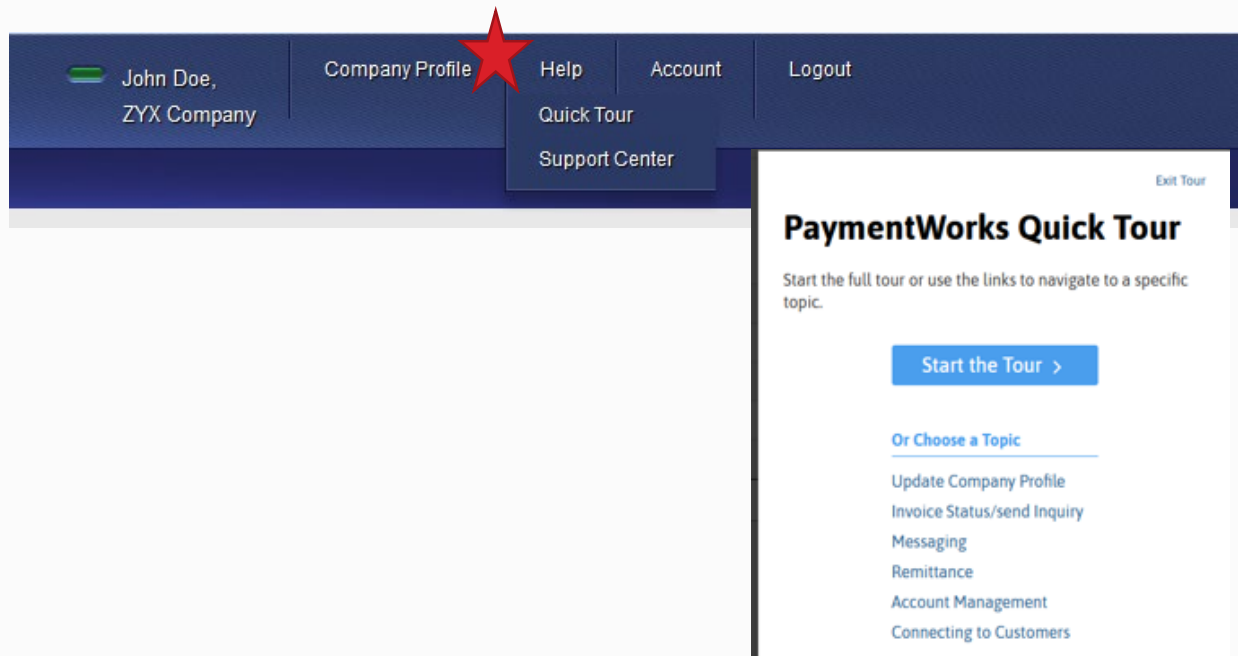 John Doe,
ZYX Company
Company Profile
Help
Account
Logout
Quick Tour
Support Center
Exit Tour
PaymentWorks Quick Tour
Start the full tour or use the links to navigate to a specific
topic.
Start the Tour >
Or Choose a Topic
Update Company Profile
Invoice Status/send Inquiry
Messaging
Remittance
Account Management
Connecting to Customers